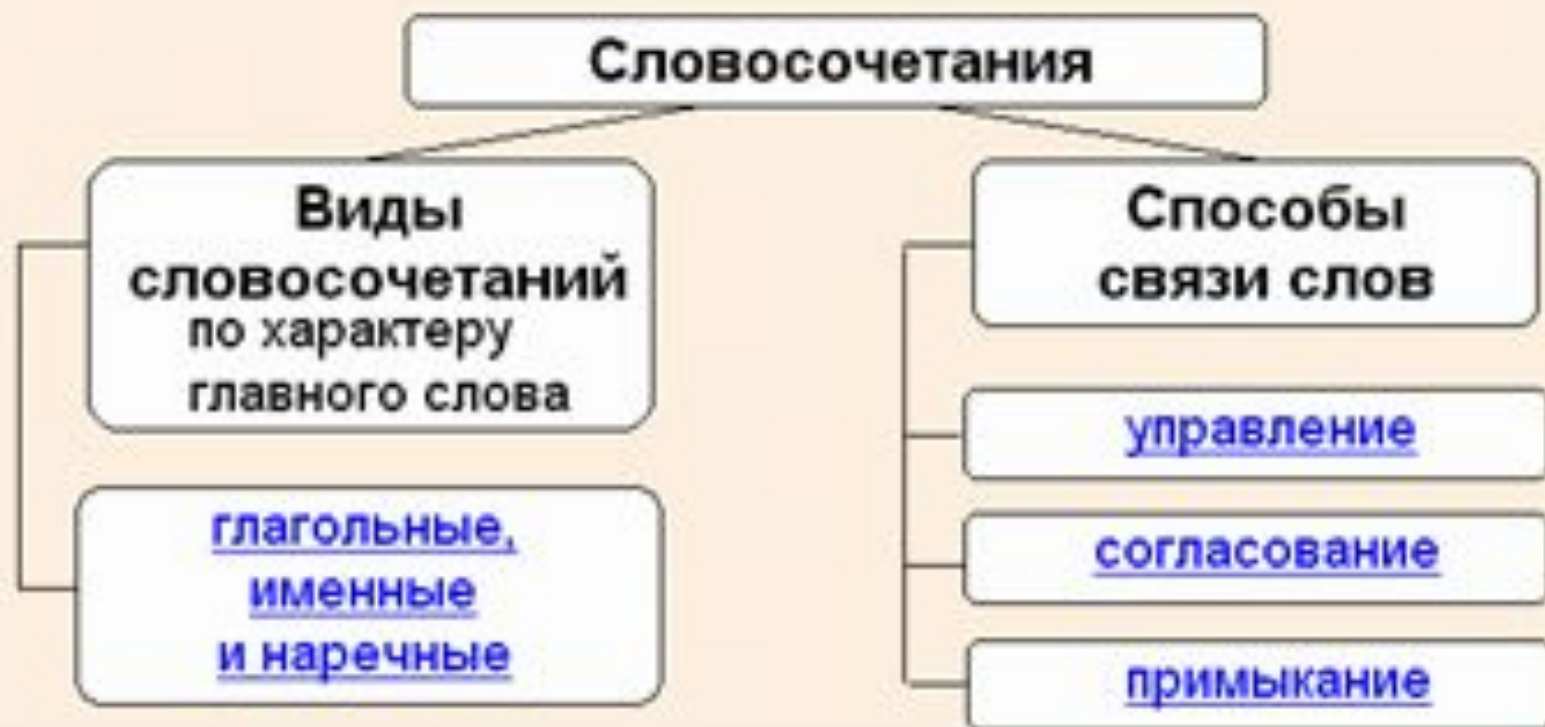 Словосочетания
Виды
словосочетаний
по характеру
главного слова
глагольные,
именные
и наречные
Способы
связи слов
управление
согласование
примыкание